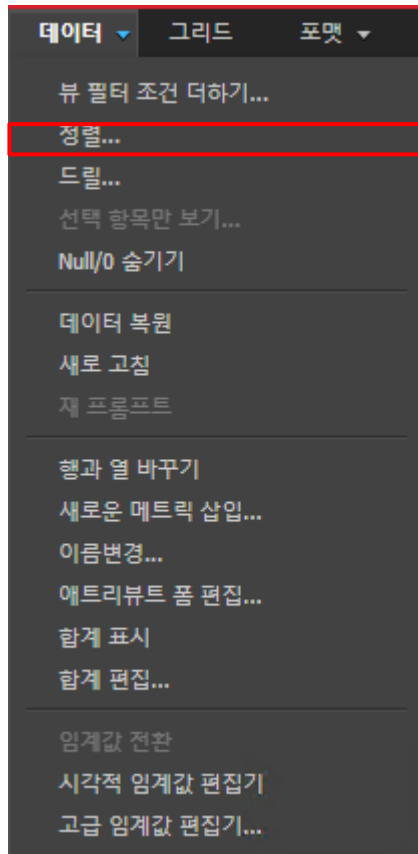 데이터 그리드 포맷
뷰 필터 조건 더하기...
정렬...
드릴...
선택 항목만 보기...
Null/0 숨기기
데이터 복원
새로 고침
재 프롬프트
행과 열 바꾸기
새로운 메트릭 삽입...
이름변경...
애트리뷰트 폼 편집...
합계 표시
합계 편집...
임계값 전환
시각적 임계값 편집기
고급 임계값 편집기...